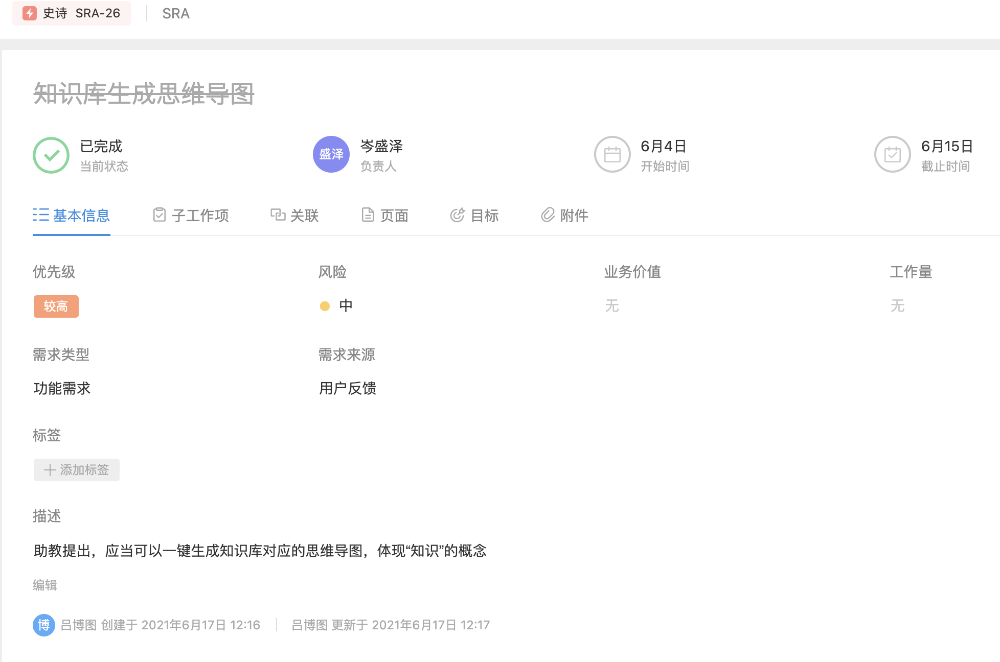 史诗 SRA-26 SRA
知识库生成思维导图
已完成
当前状态
盛泽
岑盛泽
负责人
6月4日
开始时间
6月15日
截止时间
基本信息 子工作项 关联 页面 目标 附件
优先级 风险 业务价值 工作量
较高 中 无 无
需求类型 需求来源
功能需求 用户反馈
标签
添加标签
描述
助教提出，应当可以一键生成知识库对应的思维导图，体现“知识”的概念
编辑
博 吕博图 创建于 2021年6月17日 12:16 吕博图 更新于 2021年6月17日 12:17